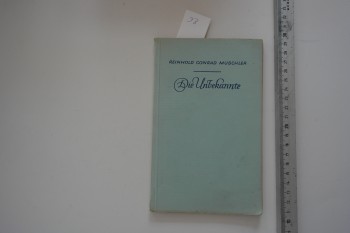 REINHOLD CONRAD MUSCHLER
Die Unbekannte